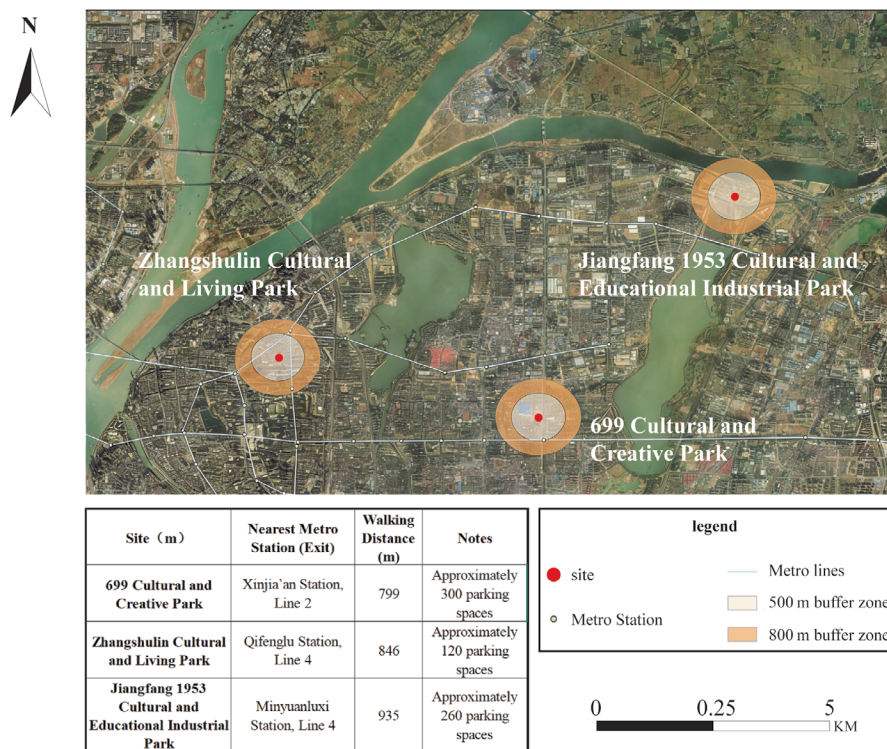 N
Zhangshulin Cultural
and Living Park
Jiangfang 1953 Cultural and
Educational Industrial Park
699 Cultural and
Creative Park
Site（m）
Nearest Metro
Station (Exit)
Walking
Distance
(m)
Notes
699 Cultural and
Creative Park
Xinjia’an Station,
Line 2
799
Approximately
300 parking
spaces
Zhangshulin Cultural
and Living Park
Qifenglu Station,
Line 4
846
Approximately
120 parking
spaces
Jiangfang 1953
Cultural and
Educational Industrial
Park
Minyuanluxi
Station, Line 4
935
Approximately
260 parking
spaces
legend
site
Metro Station
Metro lines
500 m buffer zone
800 m buffer zone
0 0.25 5
KM